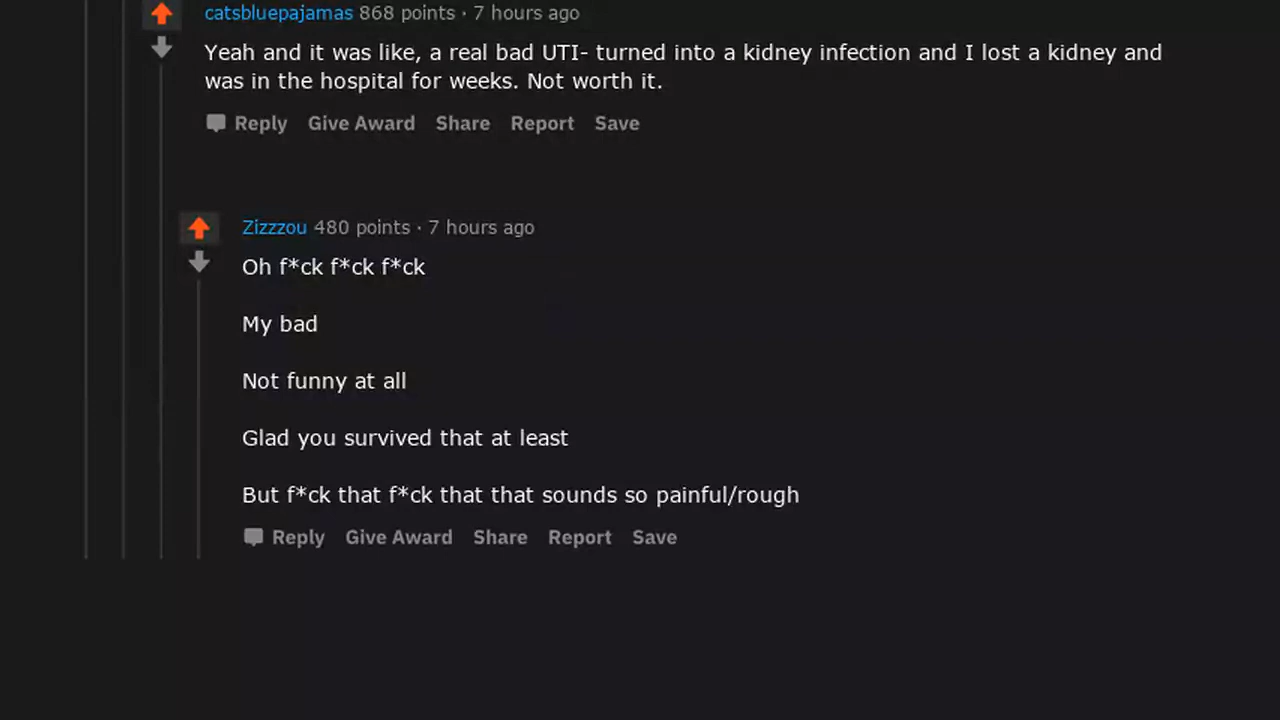 catsbluepajamas 868 points · 7 hours ago
Yeah and it was like, a real bad UTI- turned into a kidney infection and I lost a kidney and
was in the hospital for weeks. Not worth it.
Reply Give Award Share Report Save
Zizzzou 480 points · 7 hours ago
Oh f*ck f*ck f*ck
My bad
Not funny at all
Glad you survived that at least
But f*ck that f*ck that that sounds so painful/rough
Reply Give Award Share Report Save